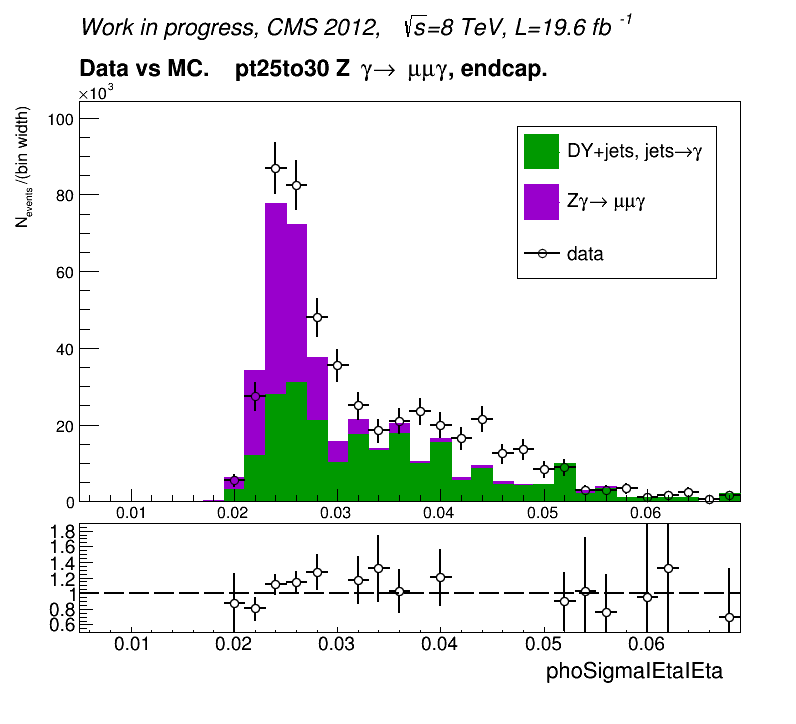 Work in progress, CMS 2012, √s=8 TeV, L=19.6 fb -1
Data vs MC. pt25to30 Z γ→ μμγ, endcap.
×10³
N events /(bin width)
100
80
60
40
20
0
DY+jets, jets→γ
Zγ→ μμγ
data
0.01 0.02 0.03 0.04 0.05 0.06
1.8
1.6
1.4
1.2
1
0.8
0.6
0.01 0.02 0.03 0.04 0.05 0.06
phoSigmaIEtaIEta